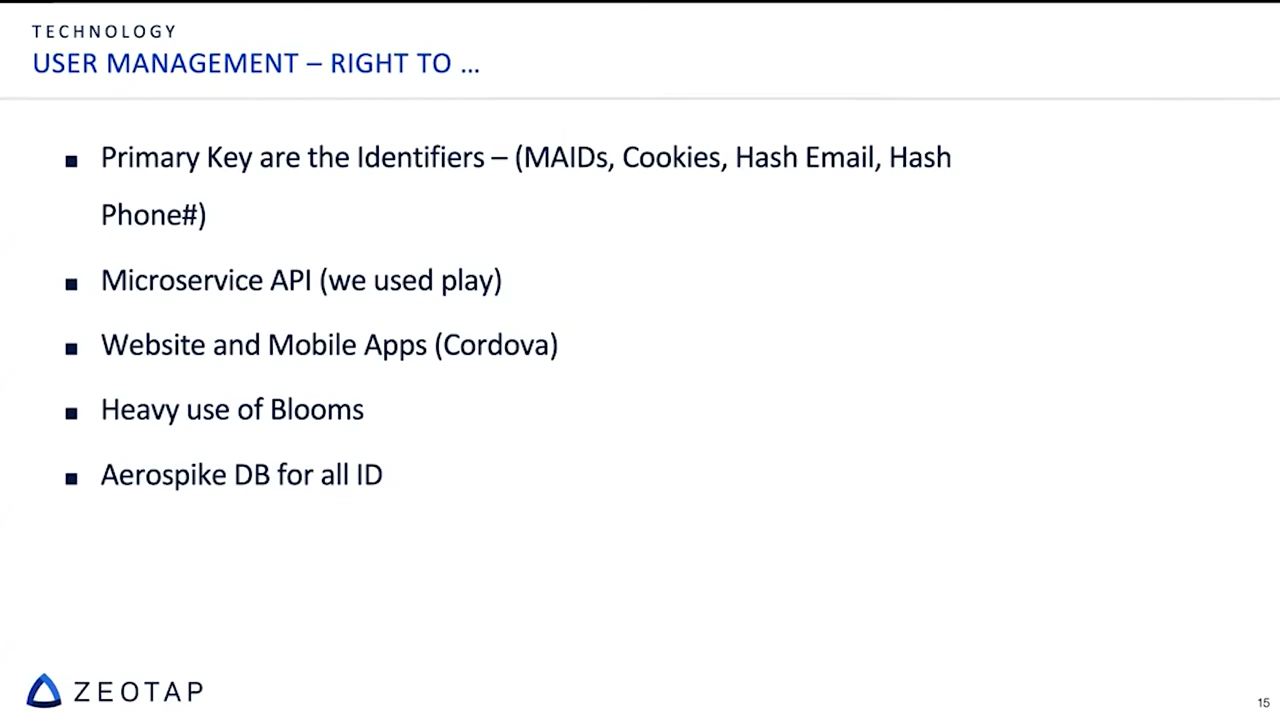 TECHNOLOGY
USER MANAGEMENT – RIGHT TO ...
▪ Primary Key are the Identifiers – (MAIDs, Cookies, Hash Email, Hash
Phone#)
▪ Microservice API (we used play)
▪ Website and Mobile Apps (Cordova)
▪ Heavy use of Blooms
▪ Aerospike DB for all ID
ZEOTAP
15